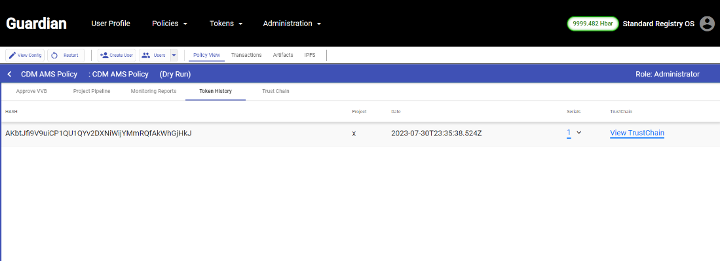 Guardian User Profile Policies Tokens Administration 9999.482 Hbar Standard Registry OS
View Config Restart Create User Users Policy View Transactions Artifacts IPFS
CDM AMS Policy : CDM AMS Policy (Dry Run) Role: Administrator
Approve VVB Project Pipeline Monitoring Reports Token History Trust Chain
HASH Project Date Serials TrustChain
AKbtJfi9V9uiCP1QU1QYv2DXNiWijYMmRQfAkWhGjHkJ x 2023-07-30T23:35:38.524Z 1 View TrustChain